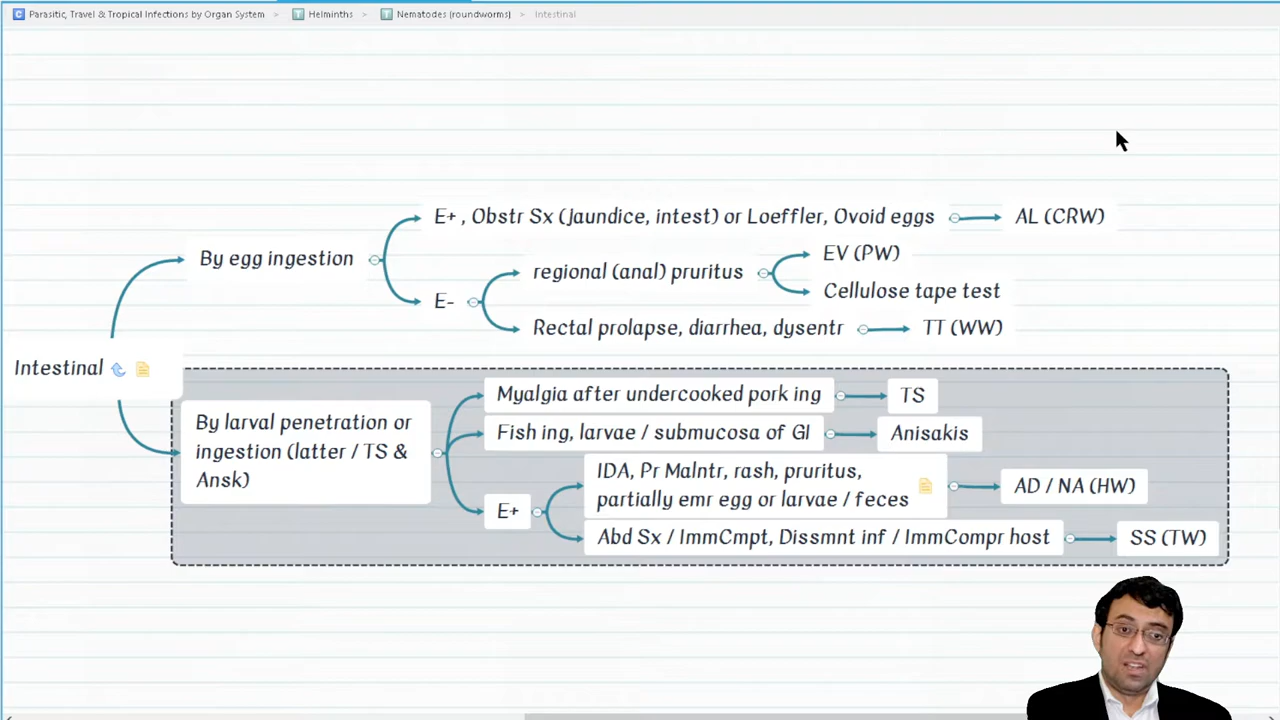 Parasitic, Travel & Tropical Infections by Organ System > Helminths > Nematodes (roundworms) > Intestinal
E+ , Obstr Sx (jaundice, intest) or Loeffler, Ovoid eggs
AL (CRW)
By egg ingestion
E-
regional (anal) pruritus
EV (PW)
Cellulose tape test
Rectal prolapse, diarrhea, dysentr
TT (WW)
Intestinal
By larval penetration or
ingestion (latter / TS &
Ansk)
Myalgia after undercooked pork ing
TS
Fish ing, larvae / submucosa of GI
Anisakis
E+
IDA, Pr Malntr, rash, pruritus,
partially emr egg or larvae / feces
AD / NA (HW)
Abd Sx / ImmCmpt, Dissmnt inf / ImmCompr host
SS (TW)